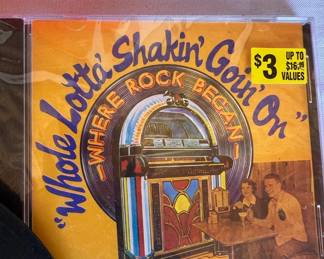 "Whole Lotta' Shakin' Goin' On"
-WHERE ROCK BEGAN-
$3 UP TO
$16.98
VALUES